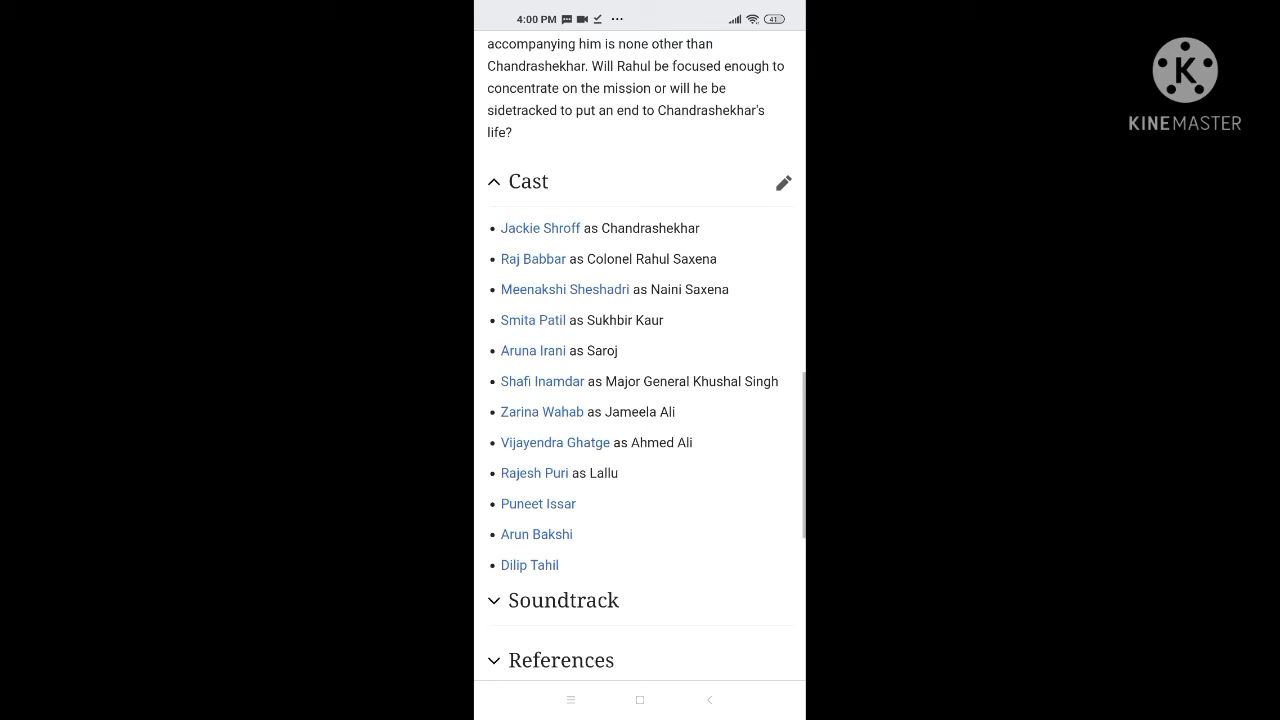 4:00 PM
41
accompanying him is none other than
Chandrashekhar. Will Rahul be focused enough to
concentrate on the mission or will he be
sidetracked to put an end to Chandrashekhar's
life?
Cast
Jackie Shroff as Chandrashekhar
Raj Babbar as Colonel Rahul Saxena
Meenakshi Sheshadri as Naini Saxena
Smita Patil as Sukhbir Kaur
Aruna Irani as Saroj
Shafi Inamdar as Major General Khushal Singh
Zarina Wahab as Jameela Ali
Vijayendra Ghatge as Ahmed Ali
Rajesh Puri as Lallu
Puneet Issar
Arun Bakshi
Dilip Tahil
Soundtrack
References
K
KINEMASTER